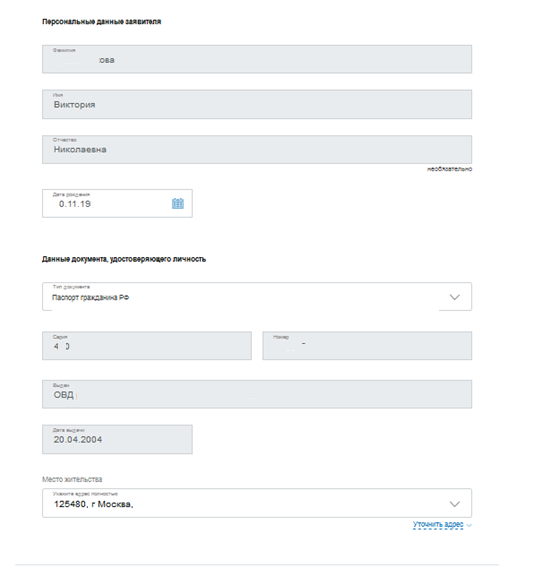 Персональные данные заявителя
Фамилия
ова
Имя
Виктория
Отчество
Николаевна
необязательно
Дата рождения
0.11.19
Данные документа, удостоверяющего личность
Тип документа
Паспорт гражданина РФ
Серия
Номер
4 0
-
Выдан
ОВД
Дата выдачи
20.04.2004
Место жительства
Укажите адрес полностью
125480, г Москва,
Уточнить адрес